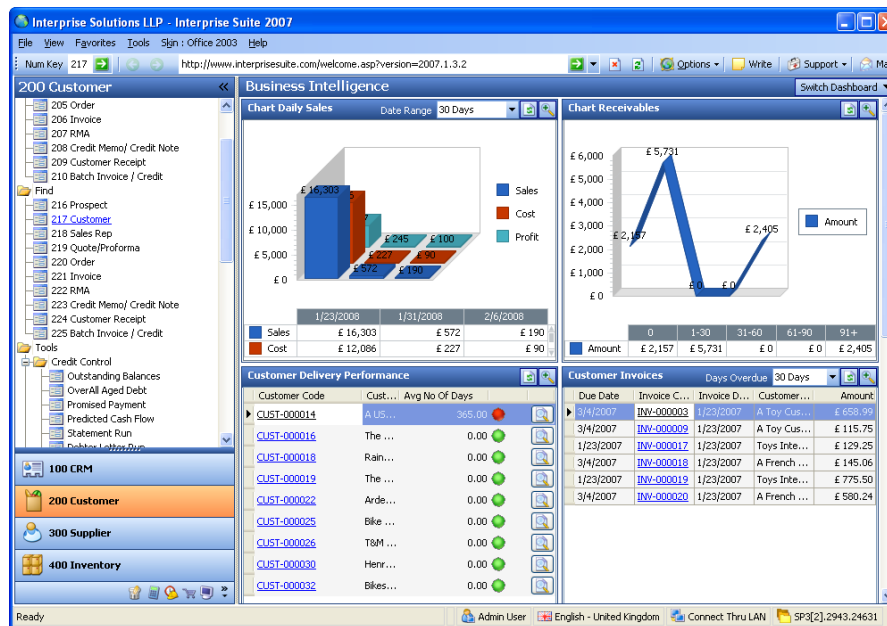 Interprise Solutions LLP - Interprise Suite 2007
File View Favorites Tools Skin : Office 2003 Help
Num Key 217 http://www.interprisesuite.com/welcome.asp?version=2007.1.3.2 Options Write Support Ma
200 Customer
205 Order
206 Invoice
207 RMA
208 Credit Memo/ Credit Note
209 Customer Receipt
210 Batch Invoice / Credit
Find
216 Prospect
217 Customer
218 Sales Rep
219 Quote/Proforma
220 Order
221 Invoice
222 RMA
223 Credit Memo/ Credit Note
224 Customer Receipt
225 Batch Invoice / Credit
Tools
Credit Control
Outstanding Balances
OverAll Aged Debt
Promised Payment
Predicted Cash Flow
Statement Run
Debtor Letter Run
100 CRM
200 Customer
300 Supplier
400 Inventory
Business Intelligence Switch Dashboard
Chart Daily Sales Date Range 30 Days
£ 15,000
£ 10,000
£ 5,000
£ 0
£ 16,303
£ 245 £ 100
£ 227 £ 90
£ 572 £ 190
Sales
Cost
Profit
1/23/2008 1/31/2008 2/6/2008
Sales £ 16,303 £ 572 £ 190
Cost £ 12,086 £ 227 £ 90
Chart Receivables
£ 6,000
£ 5,000
£ 4,000
£ 3,000
£ 2,000
£ 1,000
£ 0
£ 5,731
£ 2,157
£ 2,405
£ 0 £ 0
Amount
0 1-30 31-60 61-90 91+
Amount £ 2,157 £ 5,731 £ 0 £ 0 £ 2,405
Customer Delivery Performance
Customer Code Cust... Avg No Of Days
CUST-000014 A US... 365.00
CUST-000016 The ... 0.00
CUST-000018 Rain... 0.00
CUST-000019 The ... 0.00
CUST-000022 Arde... 0.00
CUST-000025 Bike ... 0.00
CUST-000026 T&M ... 0.00
CUST-000030 Henr... 0.00
CUST-000032 Bikes... 0.00
Customer Invoices Days Overdue 30 Days
Due Date Invoice C... Invoice D... Customer... Amount
3/4/2007 INV-000003 1/23/2007 A Toy Cus... £ 658.99
3/4/2007 INV-000009 1/23/2007 A Toy Cus... £ 115.75
1/23/2007 INV-000017 1/23/2007 Toys Inte... £ 129.25
3/4/2007 INV-000018 1/23/2007 A French ... £ 145.06
1/23/2007 INV-000019 1/23/2007 Toys Inte... £ 775.50
3/4/2007 INV-000020 1/23/2007 A French ... £ 580.24
Ready Admin User English - United Kingdom Connect Thru LAN SP3[2].2943.24631